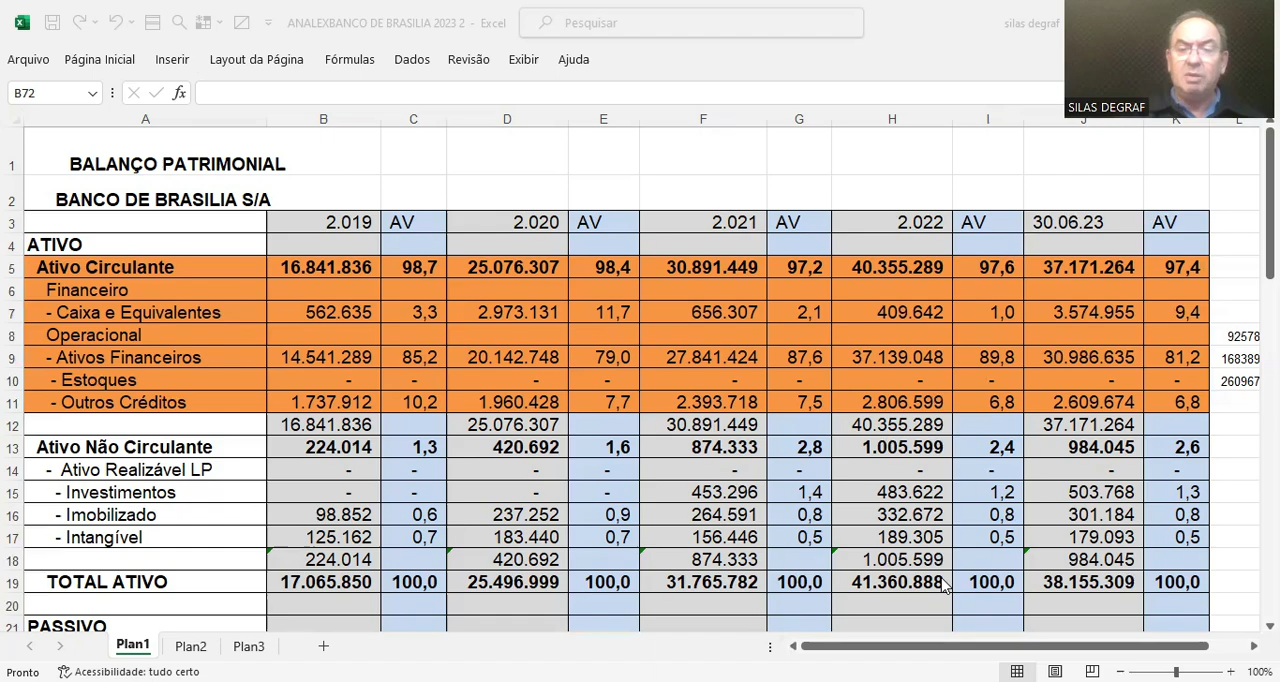 ANALEXBANCO DE BRASILIA 2023 2 - Excel
Pesquisar
silas degraf
Arquivo Página Inicial Inserir Layout da Página Fórmulas Dados Revisão Exibir Ajuda
B72 fx
SILAS DEGRAF
A B C D E F G H I J K L
1 BALANÇO PATRIMONIAL
2 BANCO DE BRASILIA S/A
3 2.019 AV 2.020 AV 2.021 AV 2.022 AV 30.06.23 AV
4 ATIVO
5 Ativo Circulante 16.841.836 98,7 25.076.307 98,4 30.891.449 97,2 40.355.289 97,6 37.171.264 97,4
6 Financeiro
7 - Caixa e Equivalentes 562.635 3,3 2.973.131 11,7 656.307 2,1 409.642 1,0 3.574.955 9,4
8 Operacional 92578
9 - Ativos Financeiros 14.541.289 85,2 20.142.748 79,0 27.841.424 87,6 37.139.048 89,8 30.986.635 81,2 168389
10 - Estoques - - - - - - - - - - 260967
11 - Outros Créditos 1.737.912 10,2 1.960.428 7,7 2.393.718 7,5 2.806.599 6,8 2.609.674 6,8
12 16.841.836 25.076.307 30.891.449 40.355.289 37.171.264
13 Ativo Não Circulante 224.014 1,3 420.692 1,6 874.333 2,8 1.005.599 2,4 984.045 2,6
14 - Ativo Realizável LP - - - - - - - - - -
15 - Investimentos - - - - 453.296 1,4 483.622 1,2 503.768 1,3
16 - Imobilizado 98.852 0,6 237.252 0,9 264.591 0,8 332.672 0,8 301.184 0,8
17 - Intangível 125.162 0,7 183.440 0,7 156.446 0,5 189.305 0,5 179.093 0,5
18 224.014 420.692 874.333 1.005.599 984.045
19 TOTAL ATIVO 17.065.850 100,0 25.496.999 100,0 31.765.782 100,0 41.360.888 100,0 38.155.309 100,0
20
21 PASSIVO
Plan1 Plan2 Plan3
Pronto Acessibilidade: tudo certo 100%